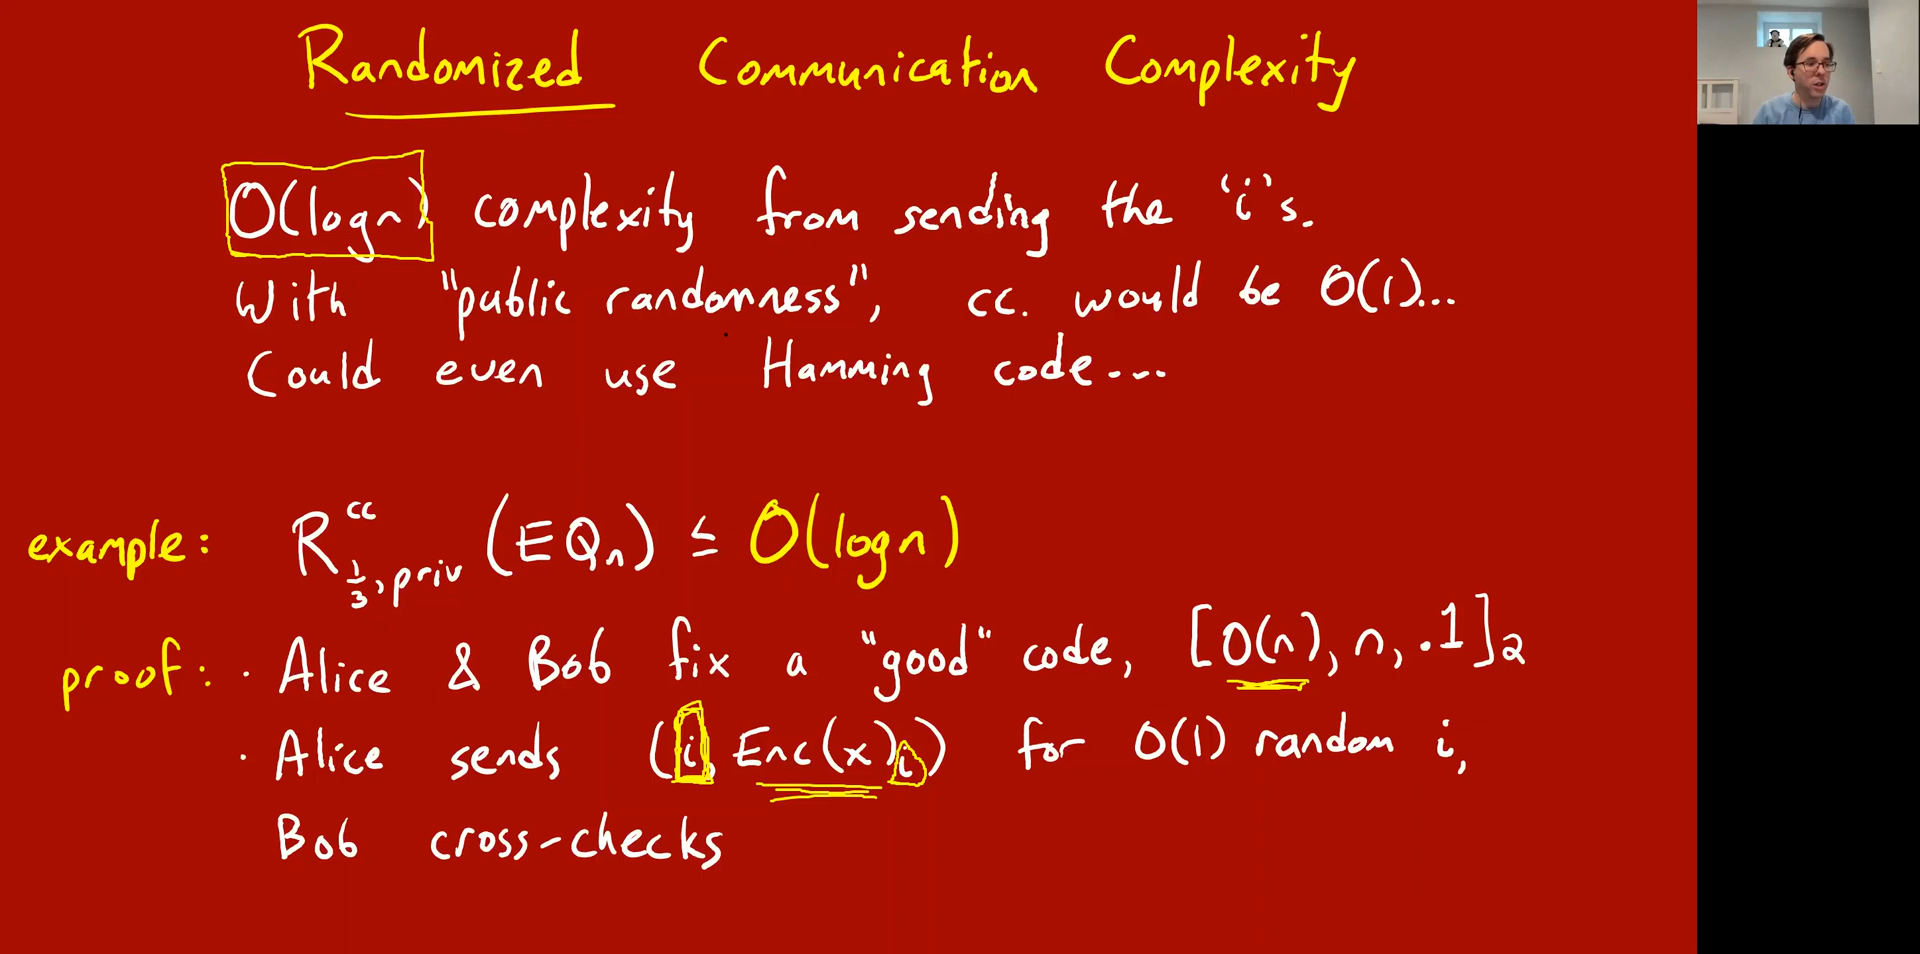 Randomized Communication Complexity
O(logn) complexity from sending the 'i's.
With "public randomness", cc. would be O(1)...
Could even use Hamming code...
example: R^cc_{1/3, priv} (EQ_n) ≤ O(logn)
proof: · Alice & Bob fix a "good" code, [O(n), n, .1]_2
· Alice sends (i, Enc(x)_i) for O(1) random i,
Bob cross-checks